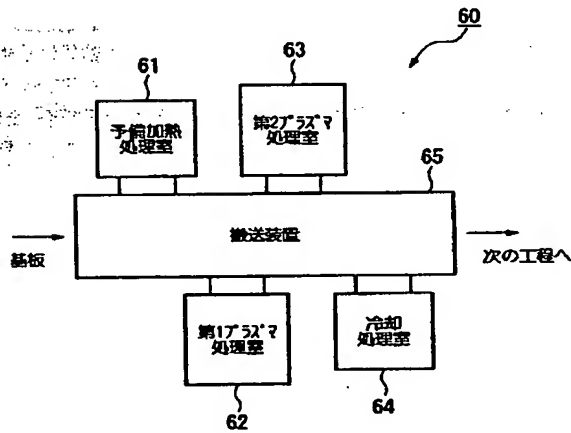 60
61
63
予備加熱
処理室
第2プラズマ
処理室
65
搬送装置
基板
次の工程へ
第1プラズマ
処理室
冷却
処理室
62
64